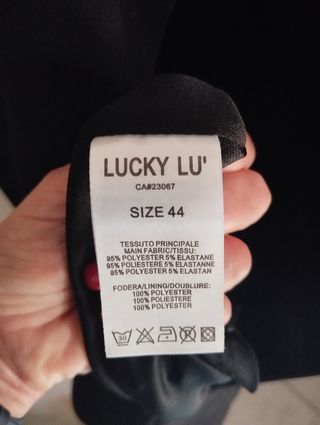 LUCKY LU'
CA#23067
SIZE 44
TESSUTO PRINCIPALE
MAIN FABRIC/TISSU:
95% POLYESTER 5% ELASTANE
95% POLIESTERE 5% ELASTANNE
95% POLYESTER 5% ELASTAN
FODERA/LINING/DOUBLURE:
100% POLYESTER
100% POLIESTERE
100% POLYESTER
30